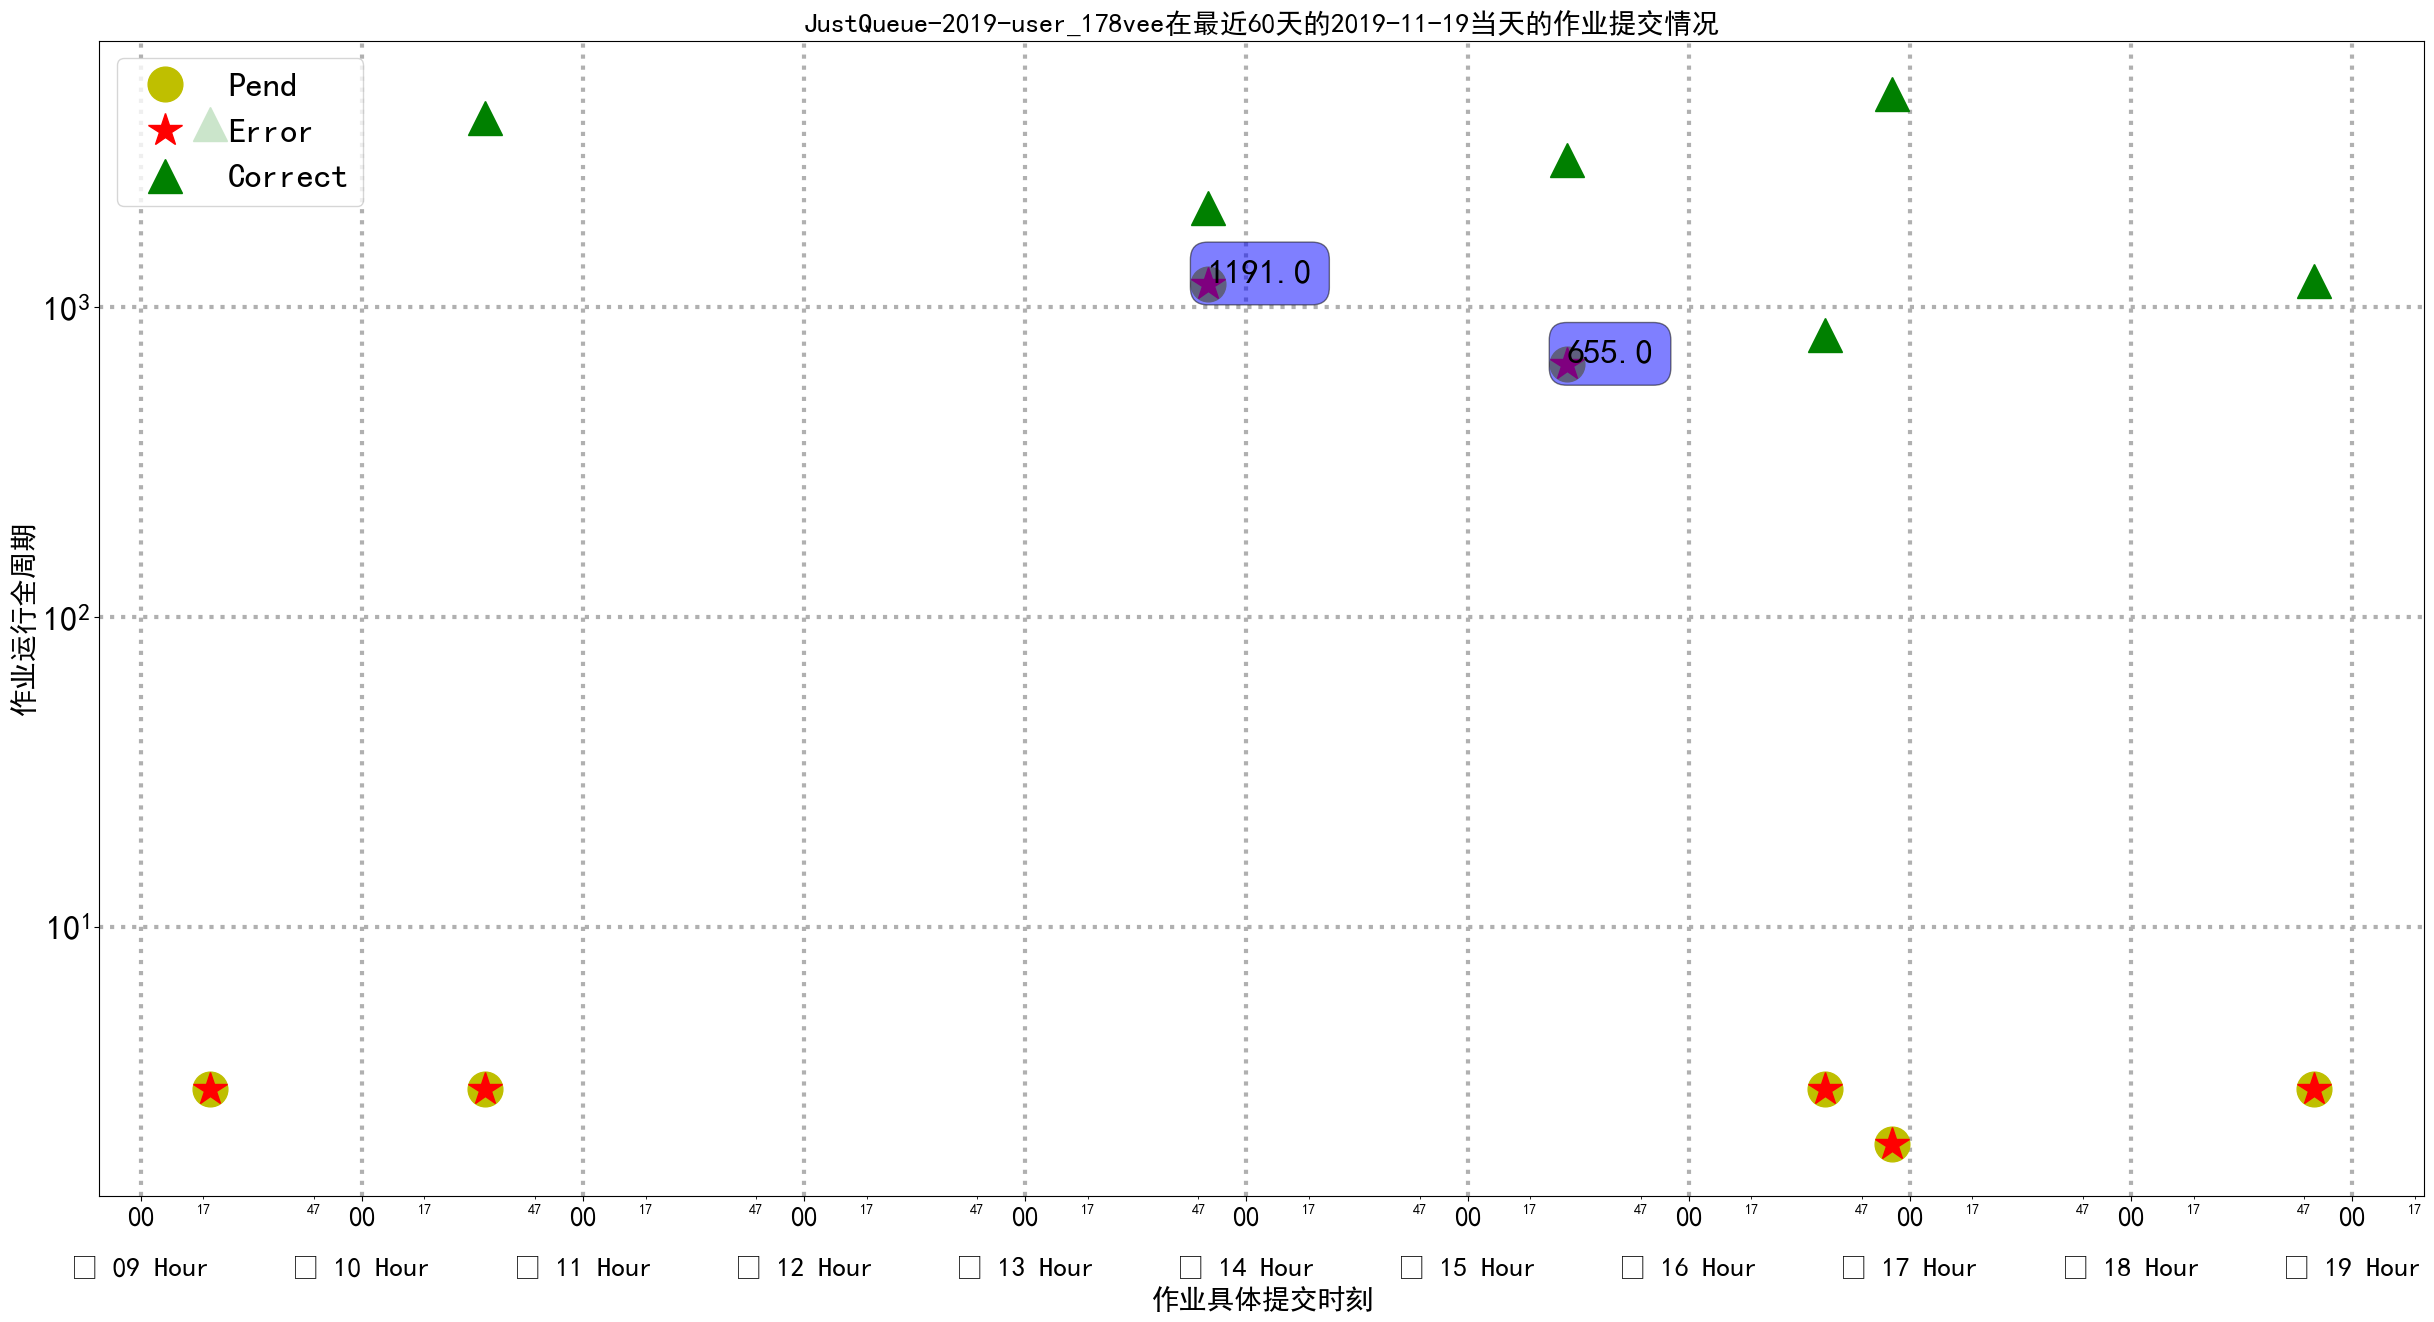 JustQueue-2019-user_178vee在最近60天的2019-11-19当天的作业提交情况
Pend
Error
Correct
1191.0
655.0
10³
10²
10¹
作业运行全周期
00 17 47 00 17 47 00 17 47 00 17 47 00 17 47 00 17 47 00 17 47 00 17 47 00 17 47 00 17 47 00 17
09 Hour 10 Hour 11 Hour 12 Hour 13 Hour 14 Hour 15 Hour 16 Hour 17 Hour 18 Hour 19 Hour
作业具体提交时刻